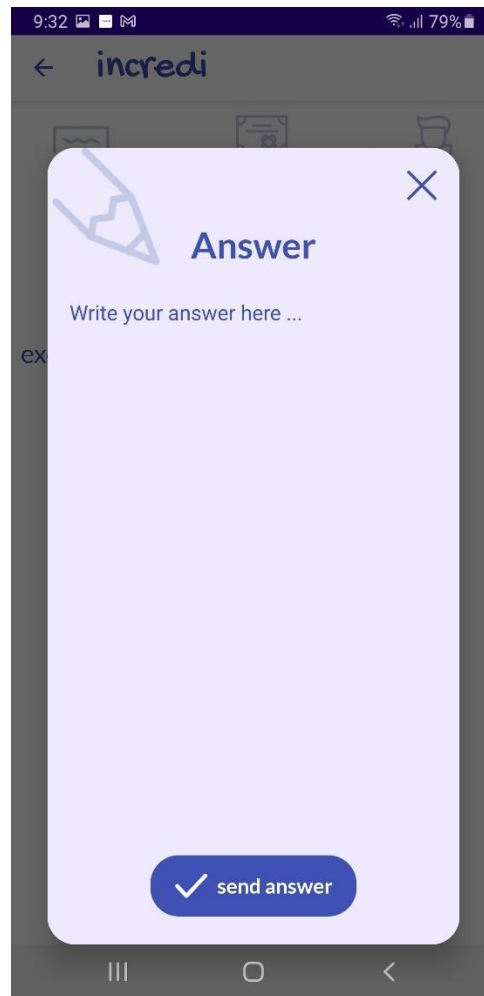 9:32 79%
incredi
Answer
Write your answer here ...
ex
send answer